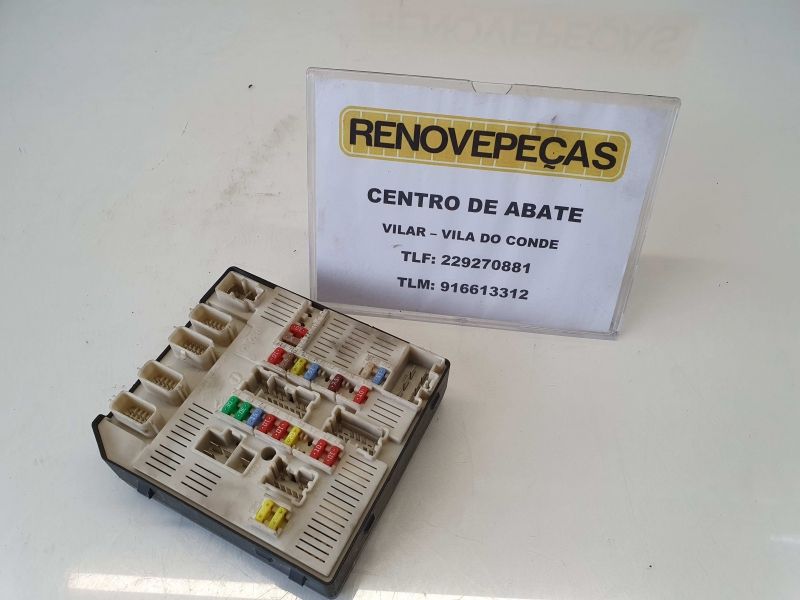 RENOVEPEÇAS
CENTRO DE ABATE
VILAR – VILA DO CONDE
TLF: 229270881
TLM: 916613312